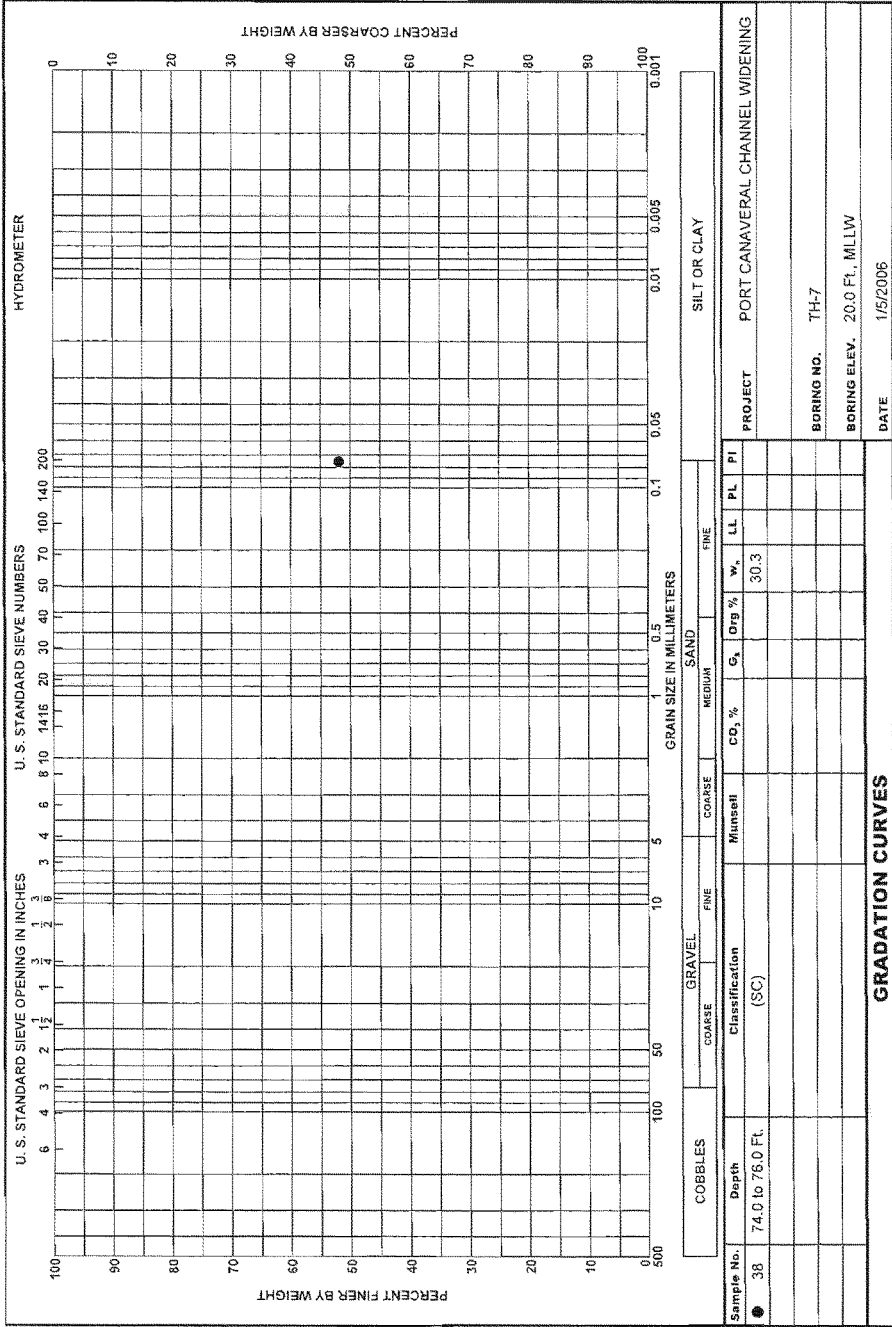 U. S. STANDARD SIEVE OPENING IN INCHES
U. S. STANDARD SIEVE NUMBERS
HYDROMETER
6 4 3 2 1 1/2 1 3/4 1/2 3/8 3 4 6 8 10 14 16 20 30 40 50 70 100 140 200
PERCENT FINER BY WEIGHT
100
90
80
70
60
50
40
30
20
10
0
PERCENT COARSER BY WEIGHT
0
10
20
30
40
50
60
70
80
90
100
500 100 50 10 5 1 0.5 0.1 0.05 0.01 0.005 0.001
GRAIN SIZE IN MILLIMETERS
COBBLES GRAVEL SAND SILT OR CLAY
COARSE FINE COARSE MEDIUM FINE
Sample No. Depth Classification Munsell CO₃ % Gₛ Org % Wₙ LL PL PI
38 74.0 to 76.0 Ft. (SC) 30.3
PROJECT PORT CANAVERAL CHANNEL WIDENING
BORING NO. TH-7
BORING ELEV. 20.0 Ft., MLLW
DATE 1/5/2006
GRADATION CURVES